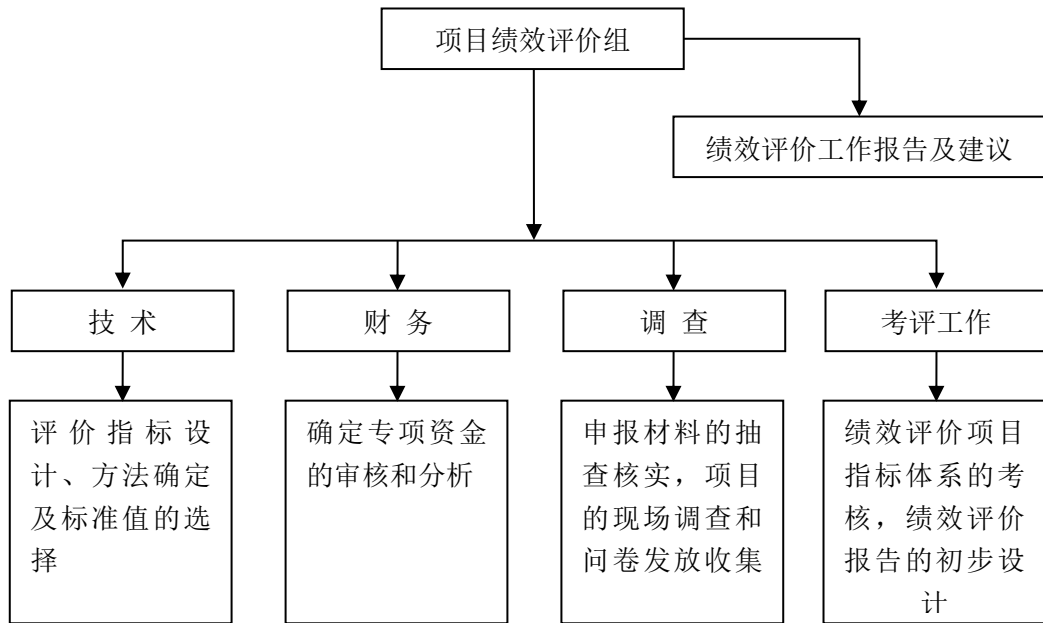 项目绩效评价组
绩效评价工作报告及建议
技 术
财 务
调 查
考评工作
评价指标设
计、方法确定
及标准值的选
择
确定专项资金
的审核和分析
申报材料的抽
查核实，项目
的现场调查和
问卷发放收集
绩效评价项目
指标体系的考
核，绩效评价
报告的初步设
计